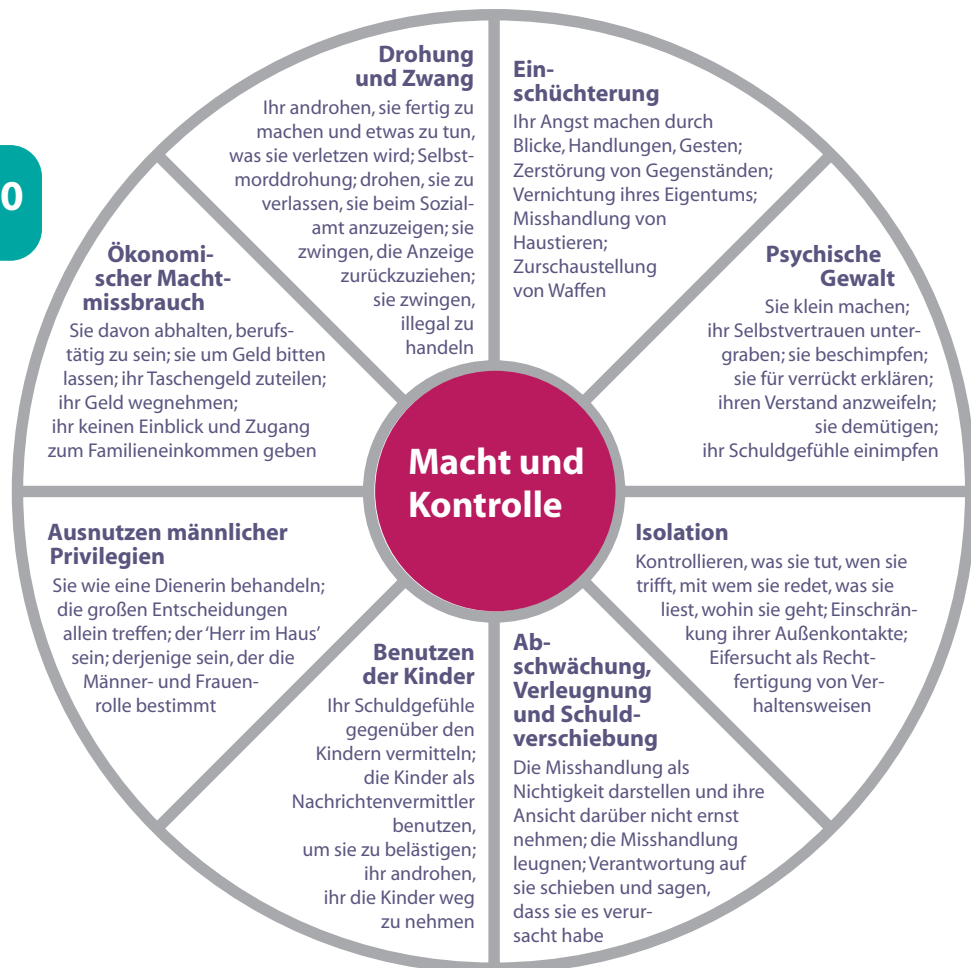 0
Drohung
und Zwang
Ihr androhen, sie fertig zu
machen und etwas zu tun,
was sie verletzen wird; Selbst-
morddrohung; drohen, sie zu
verlassen, sie beim Sozial-
amt anzuzeigen; sie
zwingen, die Anzeige
zurückzuziehen;
sie zwingen,
illegal zu
handeln
Ein-
schüchterung
Ihr Angst machen durch
Blicke, Handlungen, Gesten;
Zerstörung von Gegenständen;
Vernichtung ihres Eigentums;
Misshandlung von
Haustieren;
Zurschaustellung
von Waffen
Psychische
Gewalt
Sie klein machen;
ihr Selbstvertrauen unter-
graben; sie beschimpfen;
sie für verrückt erklären;
ihren Verstand anzweifeln;
sie demütigen;
ihr Schuldgefühle einimpfen
Isolation
Kontrollieren, was sie tut, wen sie
trifft, mit wem sie redet, was sie
liest, wohin sie geht; Einschrän-
kung ihrer Außenkontakte;
Eifersucht als Recht-
fertigung von Ver-
haltensweisen
Ab-
schwächung,
Verleugnung
und Schuld-
verschiebung
Die Misshandlung als
Nichtigkeit darstellen und ihre
Ansicht darüber nicht ernst
nehmen; die Misshandlung
leugnen; Verantwortung auf
sie schieben und sagen,
dass sie es verur-
sacht habe
Benutzen
der Kinder
Ihr Schuldgefühle
gegenüber den
Kindern vermitteln;
die Kinder als
Nachrichtenvermittler
benutzen,
um sie zu belästigen;
ihr androhen,
ihr die Kinder weg
zu nehmen
Ausnutzen männlicher
Privilegien
Sie wie eine Dienerin behandeln;
die großen Entscheidungen
allein treffen; der 'Herr im Haus'
sein; derjenige sein, der die
Männer- und Frauen-
rolle bestimmt
Ökonomi-
scher Macht-
missbrauch
Sie davon abhalten, berufs-
tätig zu sein; sie um Geld bitten
lassen; ihr Taschengeld zuteilen;
ihr Geld wegnehmen;
ihr keinen Einblick und Zugang
zum Familieneinkommen geben
Macht und
Kontrolle